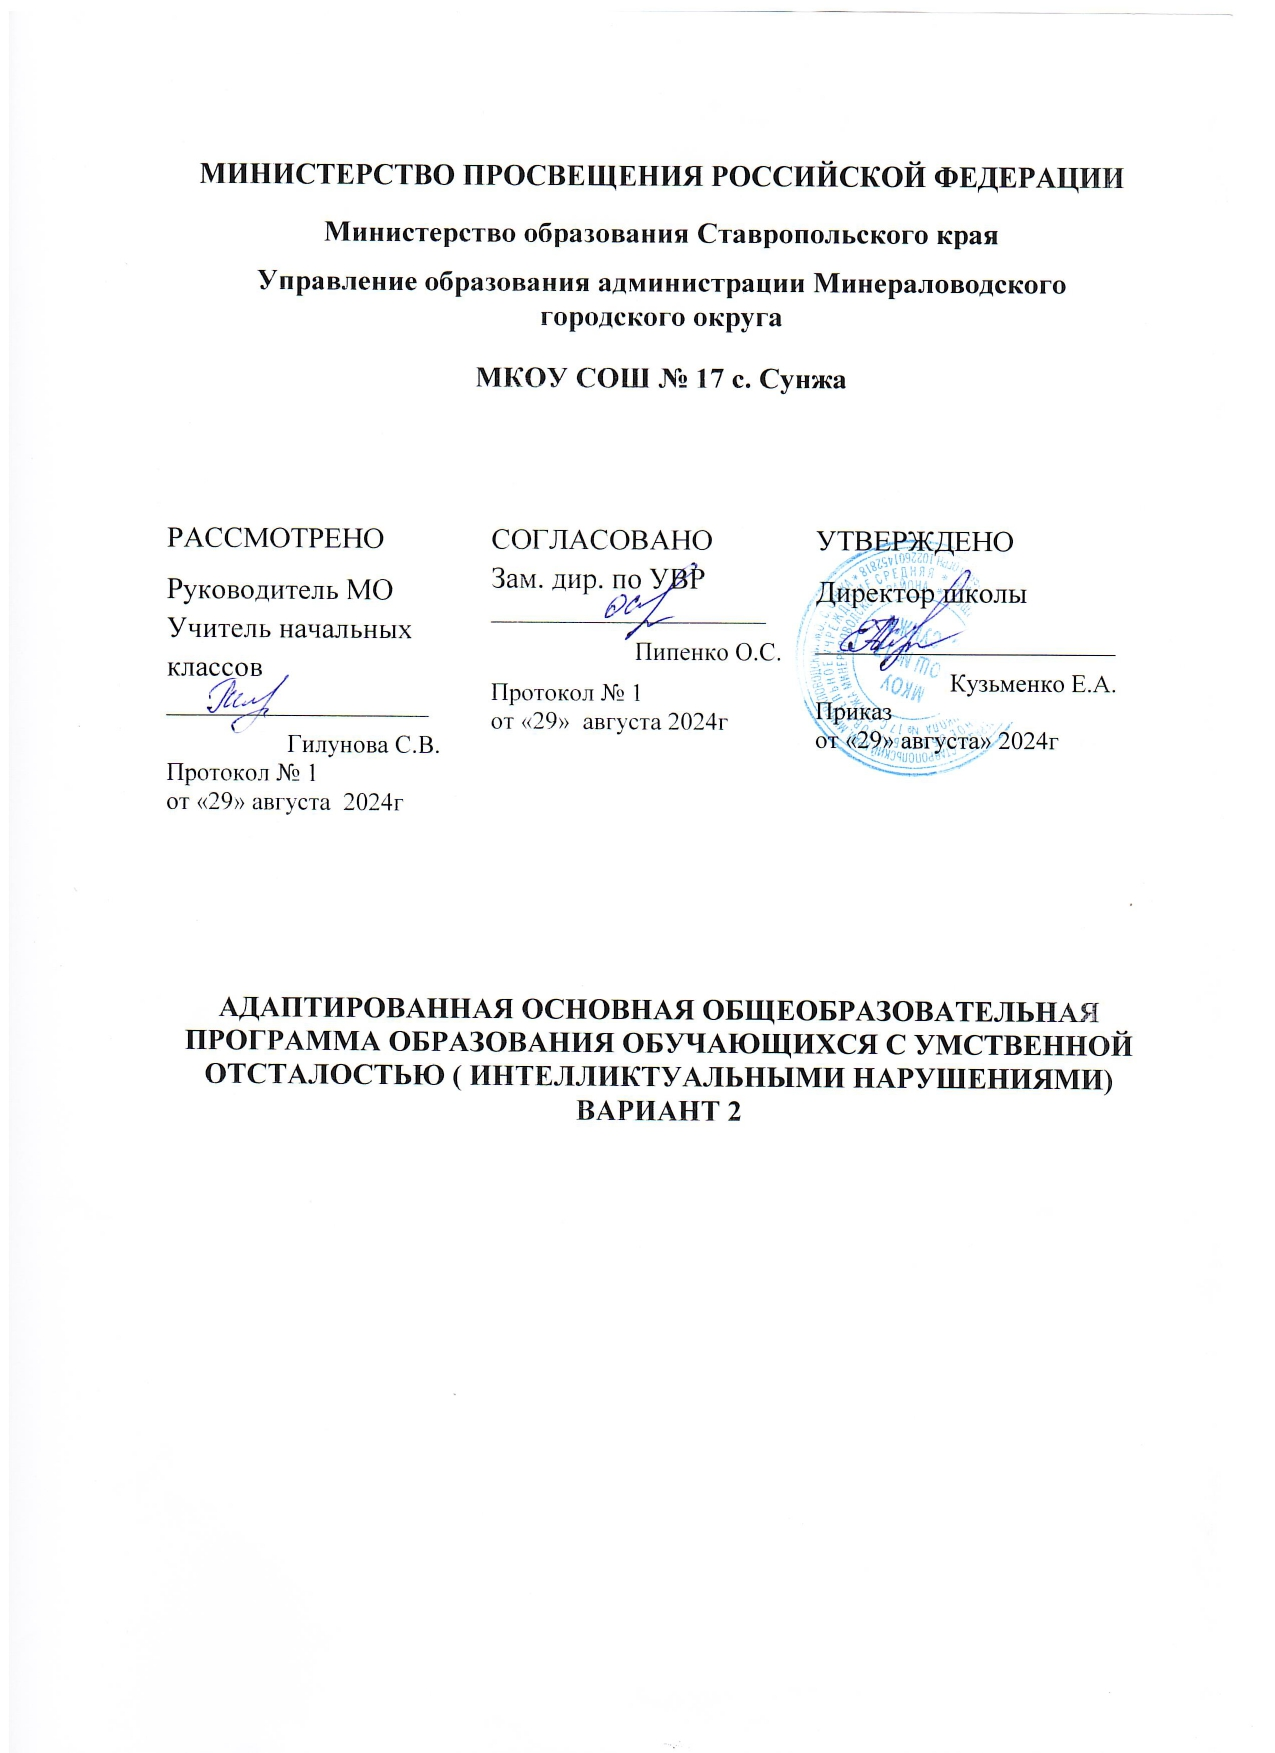 МИНИСТЕРСТВО ПРОСВЕЩЕНИЯ РОССИЙСКОЙ ФЕДЕРАЦИИ
Министерство образования Ставропольского края
Управление образования администрации Минераловодского
городского округа
МКОУ СОШ № 17 с. Сунжа
РАССМОТРЕНО
Руководитель МО
Учитель начальных
классов
Гилунова С.В.
Протокол № 1
от «29» августа 2024г
СОГЛАСОВАНО
Зам. дир. по УВР
Пипенко О.С.
Протокол № 1
от «29» августа 2024г
УТВЕРЖДЕНО
Директор школы
Кузьменко Е.А.
Приказ
от «29» августа» 2024г
АДАПТИРОВАННАЯ ОСНОВНАЯ ОБЩЕОБРАЗОВАТЕЛЬНАЯ
ПРОГРАММА ОБРАЗОВАНИЯ ОБУЧАЮЩИХСЯ С УМСТВЕННОЙ
ОТСТАЛОСТЬЮ ( ИНТЕЛЛИКТУАЛЬНЫМИ НАРУШЕНИЯМИ)
ВАРИАНТ 2